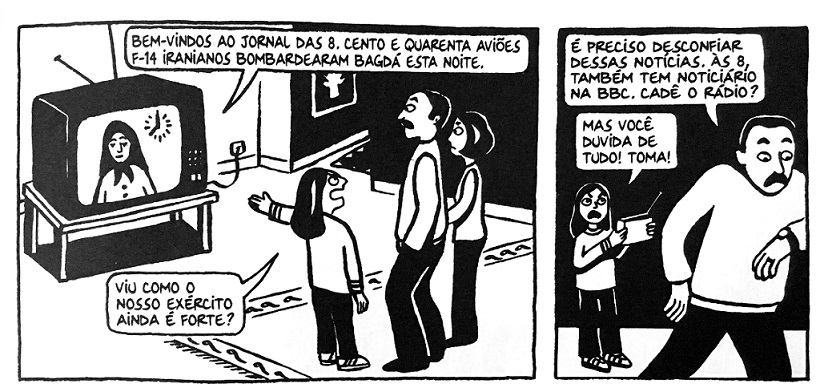 BEM-VINDOS AO JORNAL DAS 8. CENTO E QUARENTA AVIÕES
F-14 IRANIANOS BOMBARDEARAM BAGDÁ ESTA NOITE.
VIU COMO O
NOSSO EXÉRCITO
AINDA É FORTE?
É PRECISO DESCONFIAR
DESSAS NOTÍCIAS. ÀS 8,
TAMBÉM TEM NOTICIÁRIO
NA BBC. CADÊ O RÁDIO?
MAS VOCÊ
DUVIDA DE
TUDO! TOMA!